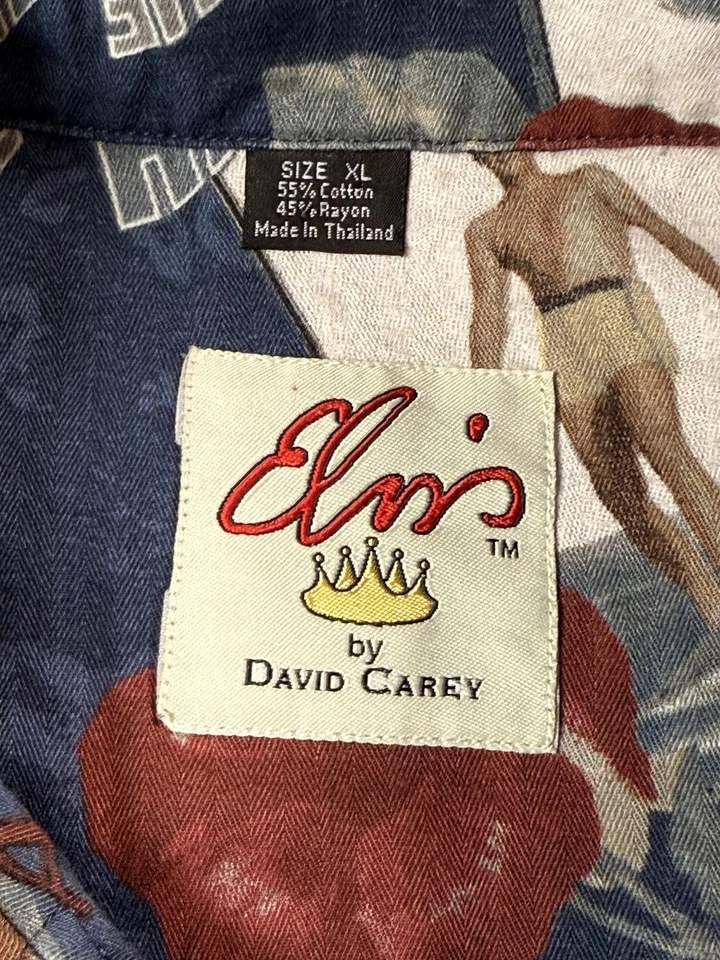 SIZE XL
55% Cotton
45% Rayon
Made In Thailand
Elvis
TM
by
DAVID CAREY